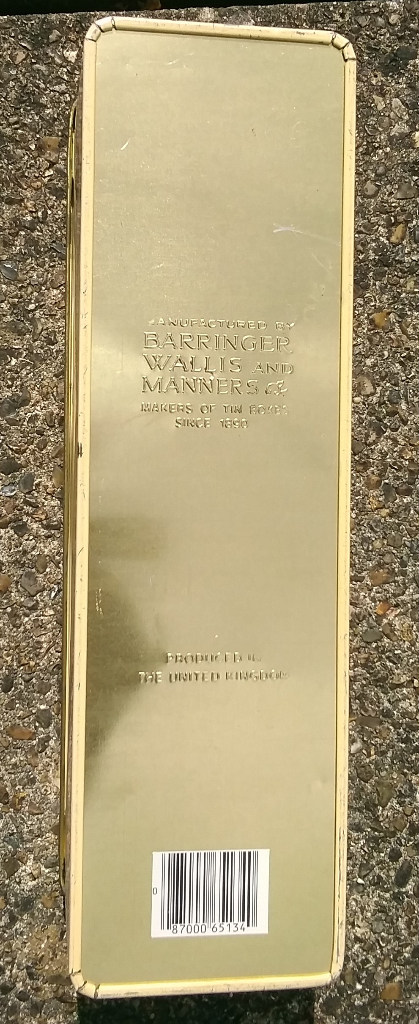 MANUFACTURED BY
BARRINGER
WALLIS AND
MANNERS
MAKERS OF TIN BOXES
SINCE 1890
PRODUCED IN
THE UNITED KINGDOM
0
87000 65134